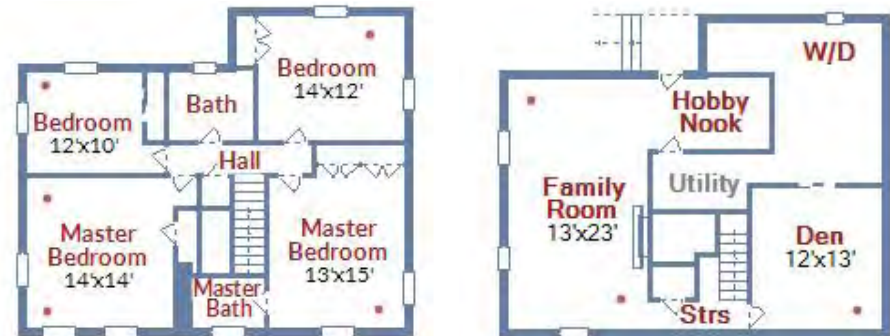 Bedroom
14'x12'
Bath
Bedroom
12'x10'
Hall
Master
Bedroom
14'x14'
Master
Bedroom
13'x15'
Master
Bath
W/D
Hobby
Nook
Utility
Family
Room
13'x23'
Den
12'x13'
Strs